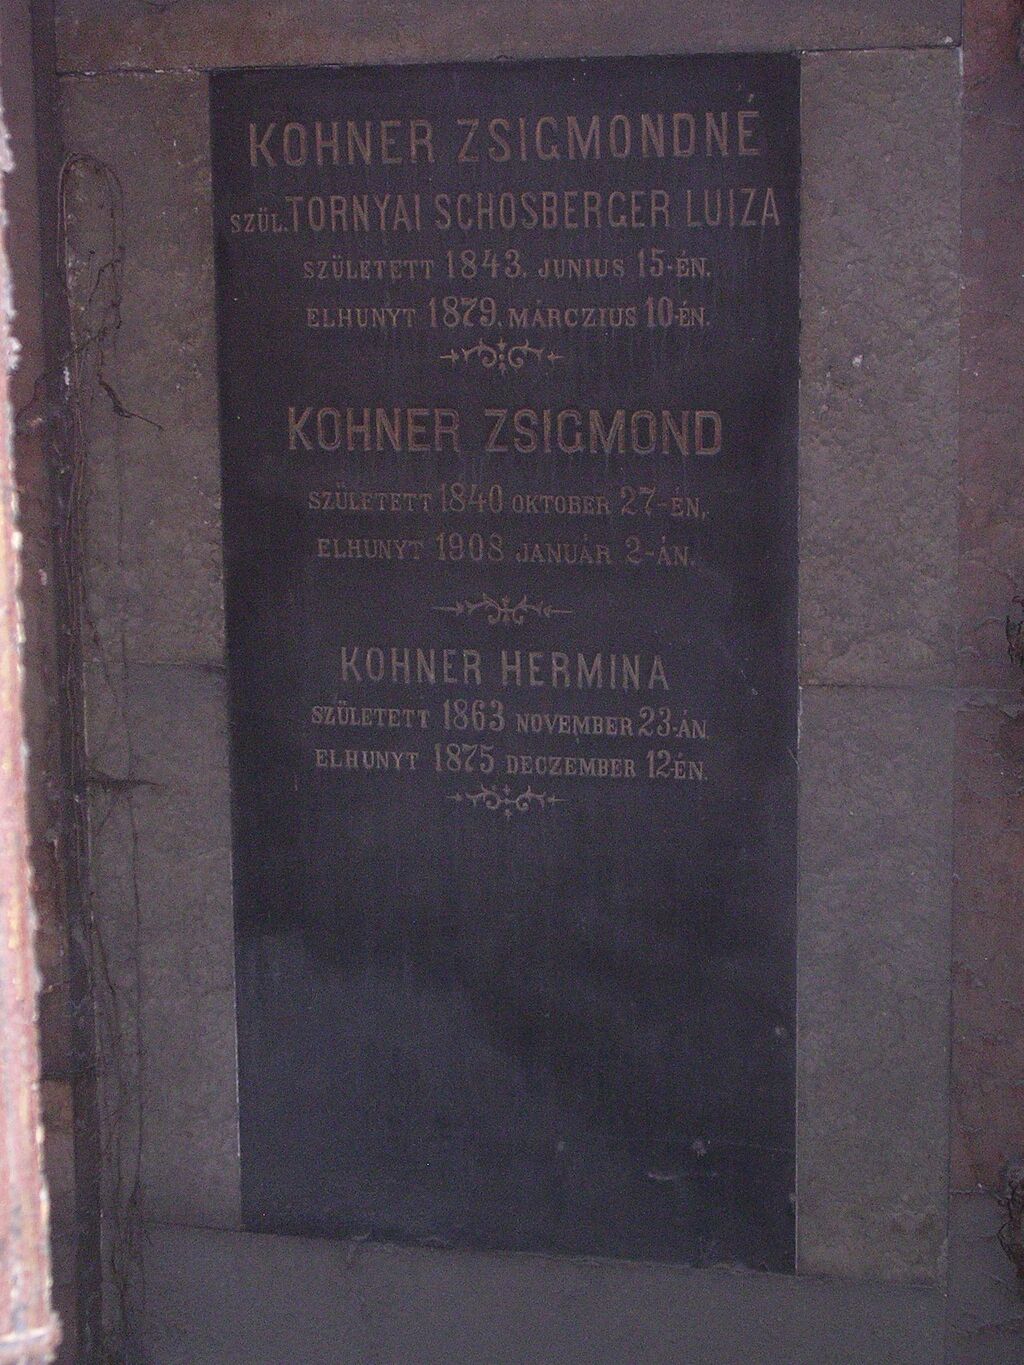 KOHNER ZSIGMONDNÉ
SZÜL. TORNYAI SCHOSBERGER LUIZA
SZÜLETETT 1843. JUNIUS 15-ÉN.
ELHUNYT 1879. MÁRCZIUS 10-ÉN.
KOHNER ZSIGMOND
SZÜLETETT 1840 OKTOBER 27-ÉN,
ELHUNYT 1908 JANUÁR 2-ÁN.
KOHNER HERMINA
SZÜLETETT 1863 NOVEMBER 23-ÁN.
ELHUNYT 1875 DECZEMBER 12-ÉN.